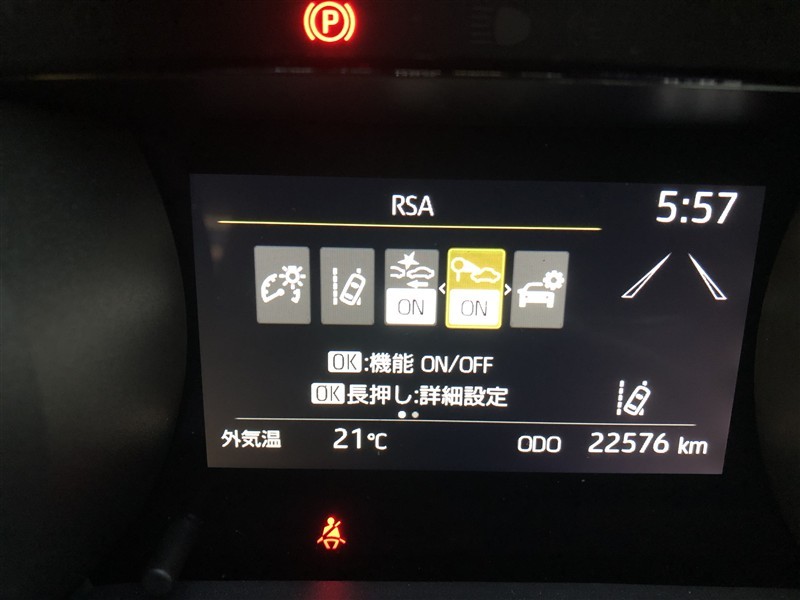 P
RSA
5:57
ON
ON
OK:機能 ON/OFF
OK長押し:詳細設定
外気温 21℃ ODO 22576 km